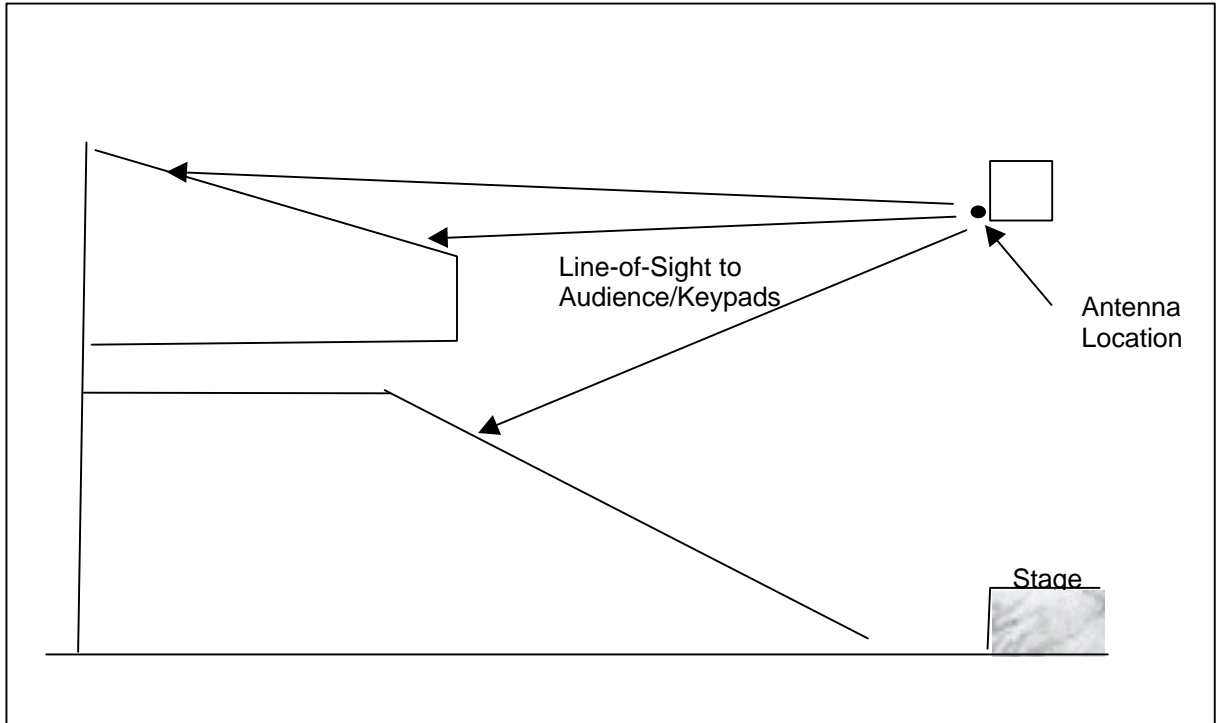 Line-of-Sight to
Audience/Keypads
Antenna
Location
Stage